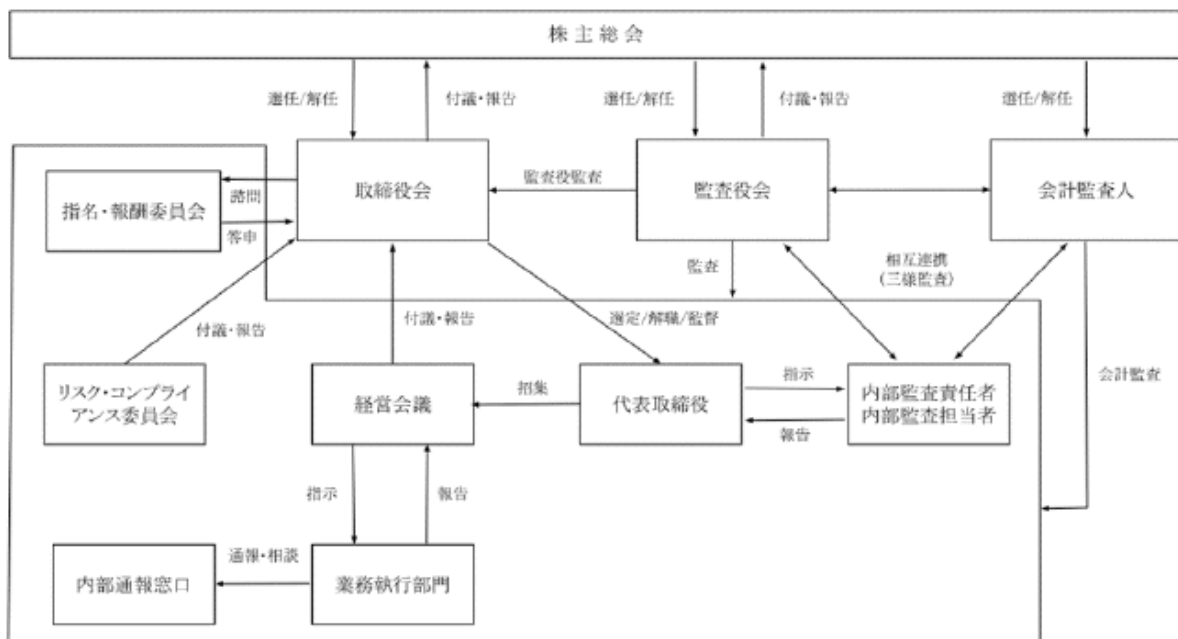 株主総会
選任/解任
付議・報告
選任/解任
付議・報告
選任/解任
指名・報酬委員会
諮問
答申
取締役会
監査役監査
監査役会
会計監査人
監査
相互連携
(三様監査)
付議・報告
付議・報告
選定/解職/監督
会計監査
リスク・コンプライ
アンス委員会
経営会議
招集
代表取締役
指示
報告
内部監査責任者
内部監査担当者
指示
報告
内部通報窓口
通報・相談
業務執行部門